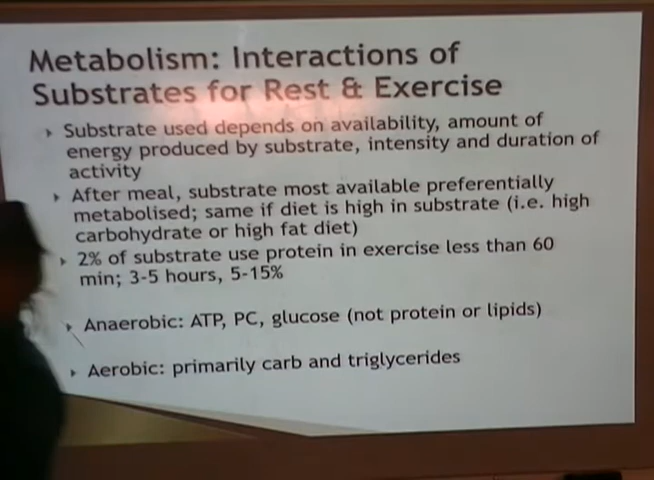 Metabolism: Interactions of
Substrates for Rest & Exercise
Substrate used depends on availability, amount of
energy produced by substrate, intensity and duration of
activity
After meal, substrate most available preferentially
metabolised; same if diet is high in substrate (i.e. high
carbohydrate or high fat diet)
2% of substrate use protein in exercise less than 60
min; 3-5 hours, 5-15%
Anaerobic: ATP, PC, glucose (not protein or lipids)
Aerobic: primarily carb and triglycerides